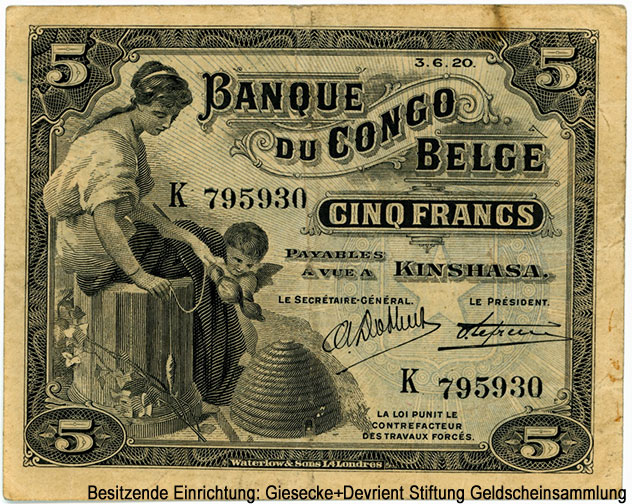 5
5
3.6.20.
BANQUE
DU CONGO
BELGE
K 795930
CINQ FRANCS
PAYABLES
A VUE A KINSHASA.
LE SECRÉTAIRE-GÉNÉRAL. LE PRÉSIDENT.
K 795930
LA LOI PUNIT LE
CONTREFACTEUR
DES TRAVAUX FORCÉS.
5
5
Waterlow & Sons Ld Londres
Besitzende Einrichtung: Giesecke+Devrient Stiftung Geldscheinsammlung